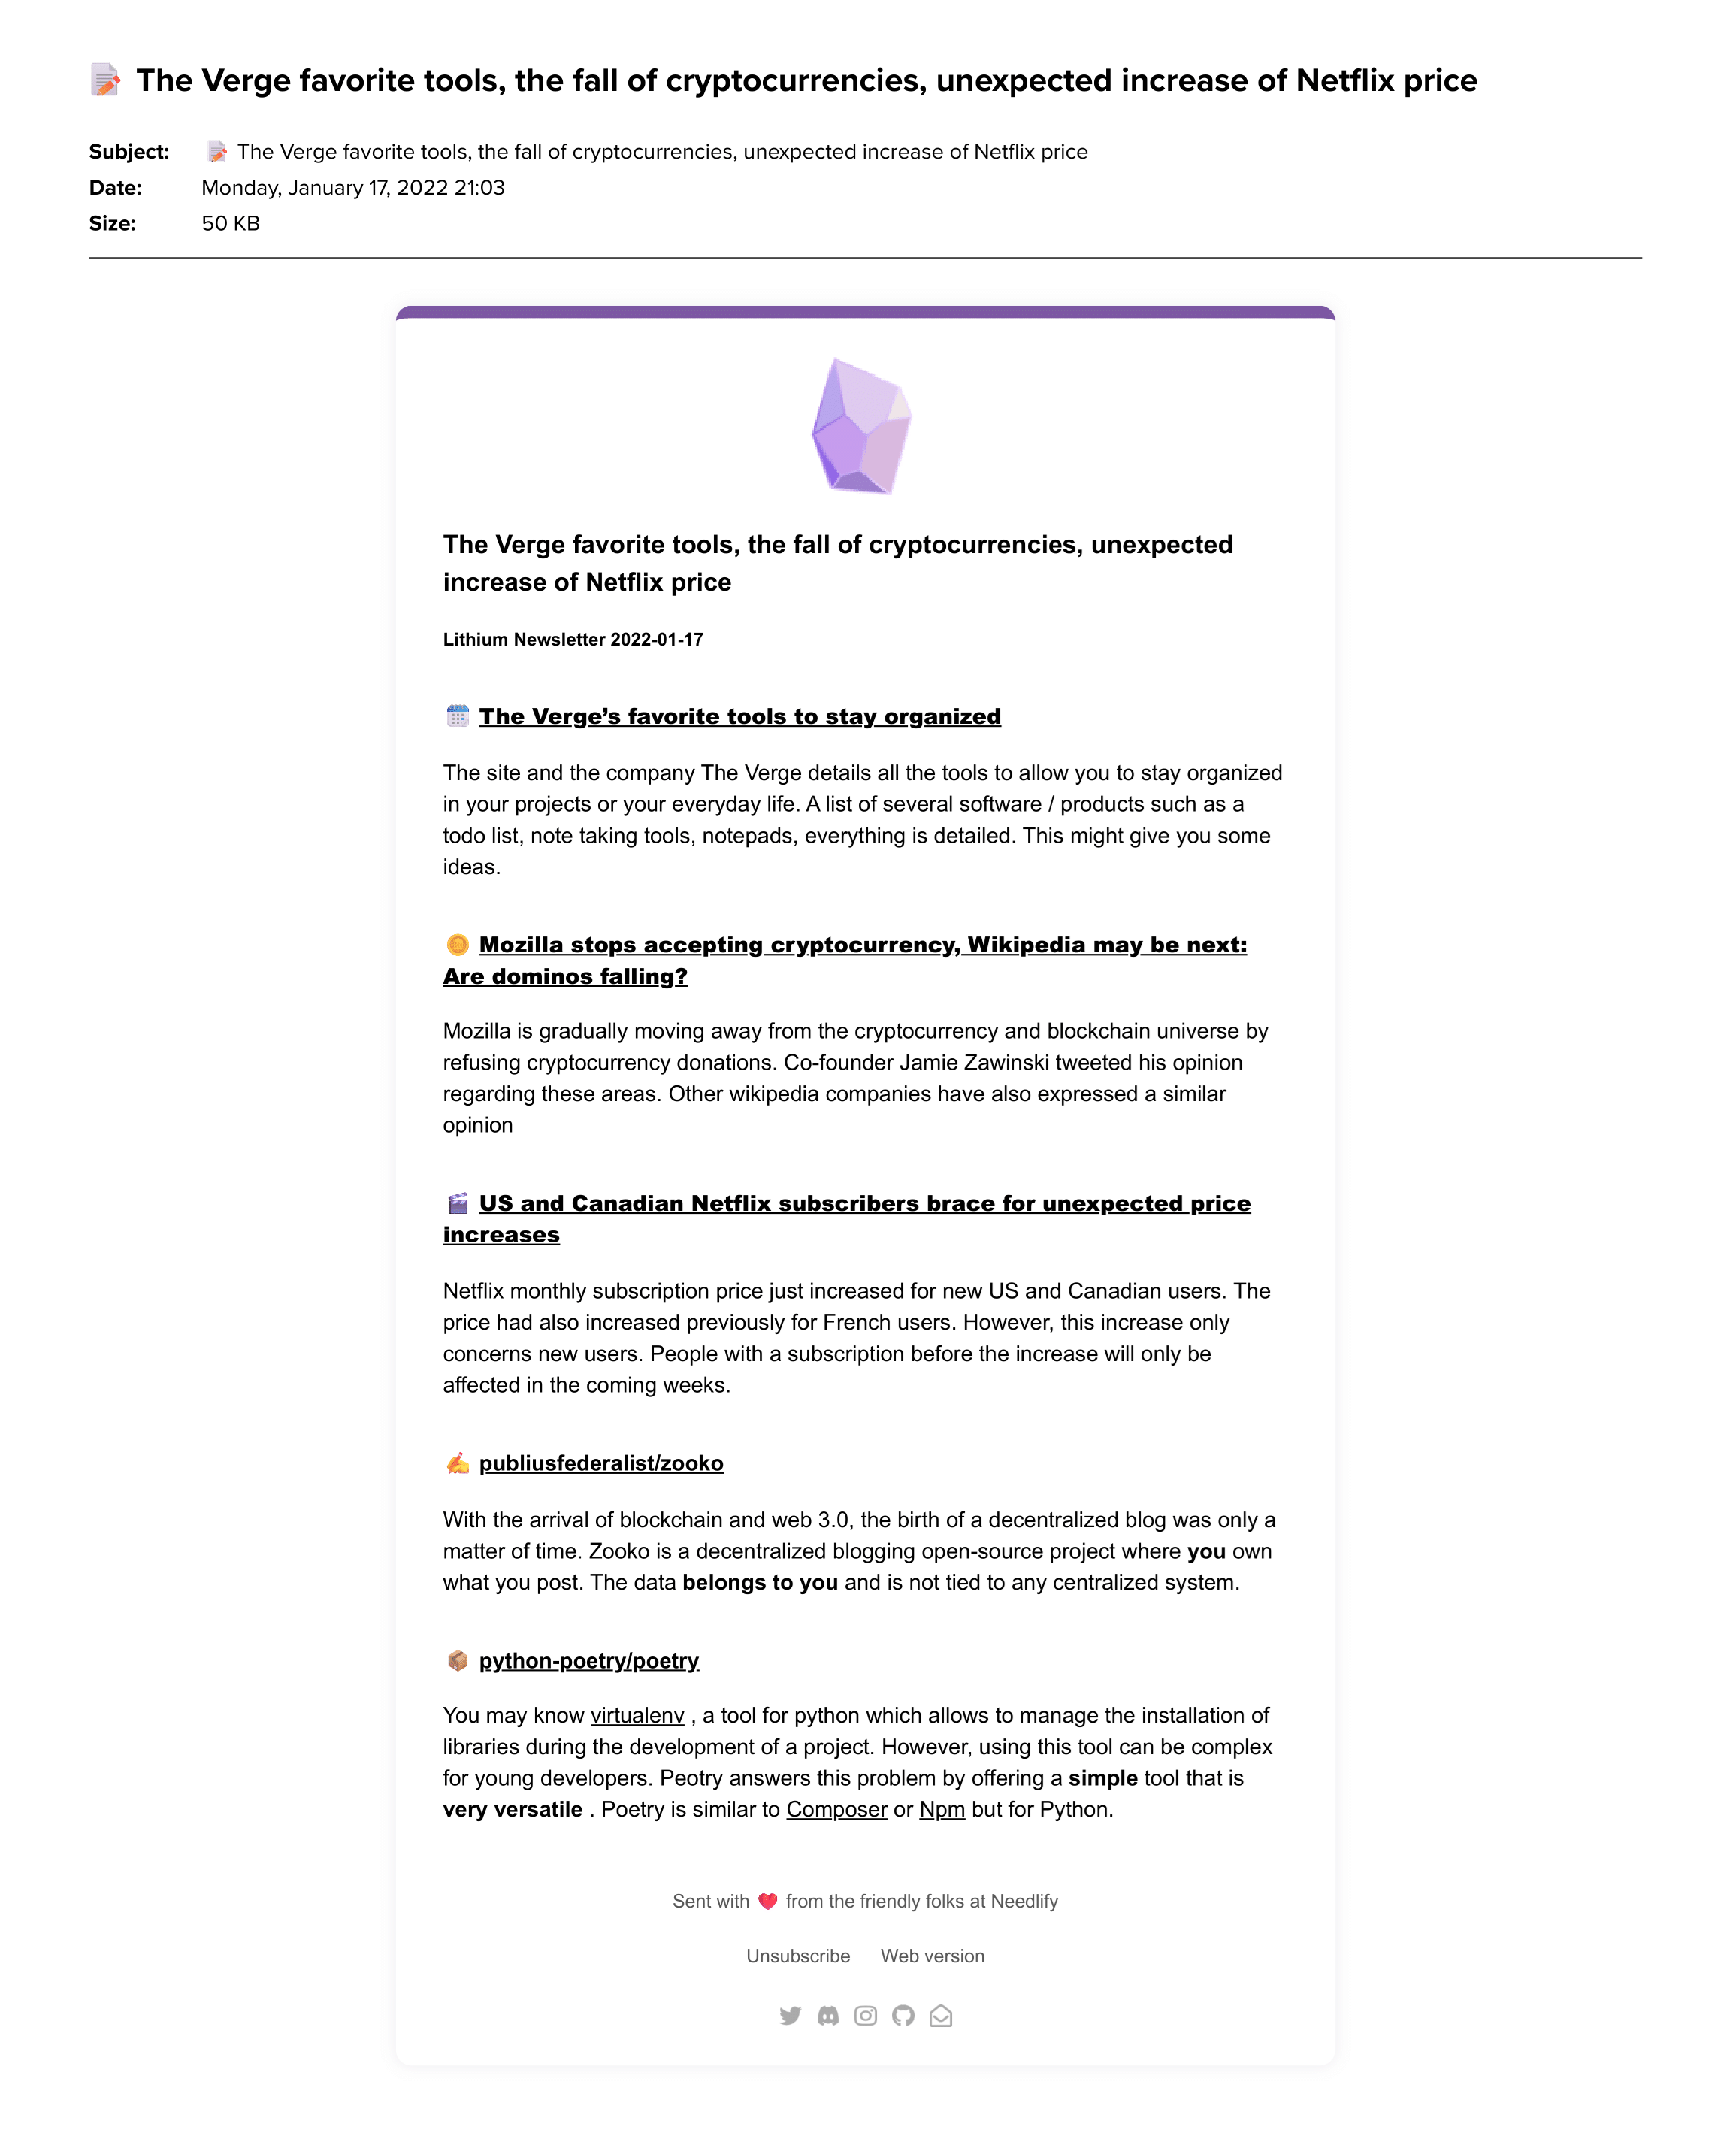 📝 The Verge favorite tools, the fall of cryptocurrencies, unexpected increase of Netflix price
Subject: 📝 The Verge favorite tools, the fall of cryptocurrencies, unexpected increase of Netflix price
Date: Monday, January 17, 2022 21:03
Size: 50 KB
The Verge favorite tools, the fall of cryptocurrencies, unexpected
increase of Netflix price
Lithium Newsletter 2022-01-17
🗓️ The Verge’s favorite tools to stay organized
The site and the company The Verge details all the tools to allow you to stay organized
in your projects or your everyday life. A list of several software / products such as a
todo list, note taking tools, notepads, everything is detailed. This might give you some
ideas.
🪙 Mozilla stops accepting cryptocurrency, Wikipedia may be next:
Are dominos falling?
Mozilla is gradually moving away from the cryptocurrency and blockchain universe by
refusing cryptocurrency donations. Co-founder Jamie Zawinski tweeted his opinion
regarding these areas. Other wikipedia companies have also expressed a similar
opinion
🎬 US and Canadian Netflix subscribers brace for unexpected price
increases
Netflix monthly subscription price just increased for new US and Canadian users. The
price had also increased previously for French users. However, this increase only
concerns new users. People with a subscription before the increase will only be
affected in the coming weeks.
✍️ publiusfederalist/zooko
With the arrival of blockchain and web 3.0, the birth of a decentralized blog was only a
matter of time. Zooko is a decentralized blogging open-source project where you own
what you post. The data belongs to you and is not tied to any centralized system.
📦 python-poetry/poetry
You may know virtualenv , a tool for python which allows to manage the installation of
libraries during the development of a project. However, using this tool can be complex
for young developers. Peotry answers this problem by offering a simple tool that is
very versatile . Poetry is similar to Composer or Npm but for Python.
Sent with ❤️ from the friendly folks at Needlify
Unsubscribe Web version